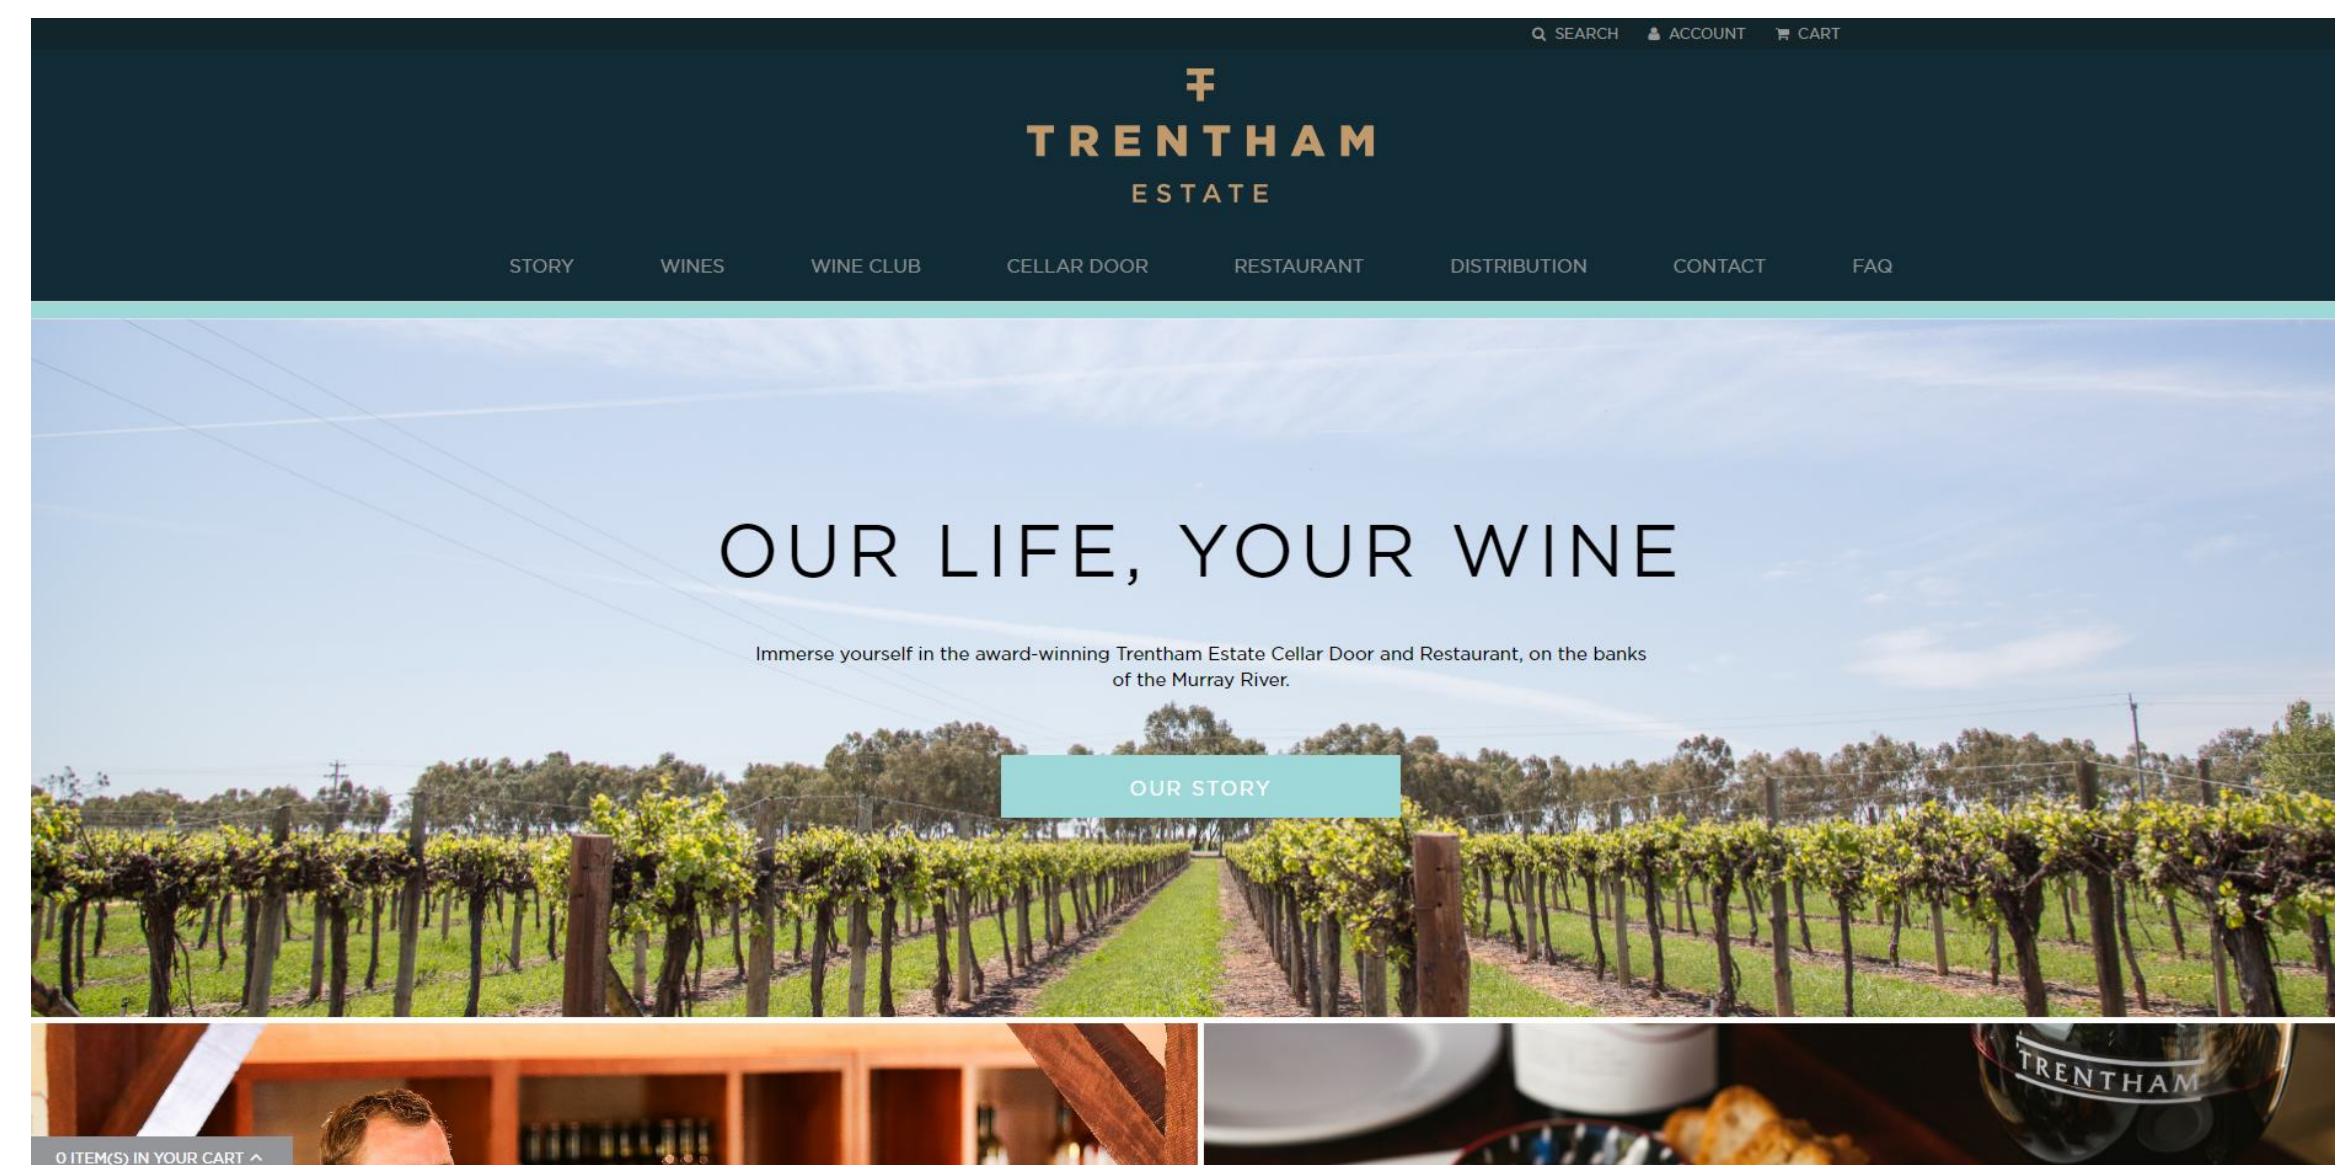 SEARCH ACCOUNT CART
TRENTHAM
ESTATE
STORY WINES WINE CLUB CELLAR DOOR RESTAURANT DISTRIBUTION CONTACT FAQ
OUR LIFE, YOUR WINE
Immerse yourself in the award-winning Trentham Estate Cellar Door and Restaurant, on the banks
of the Murray River.
OUR STORY
TRENTHAM
0 ITEM(S) IN YOUR CART